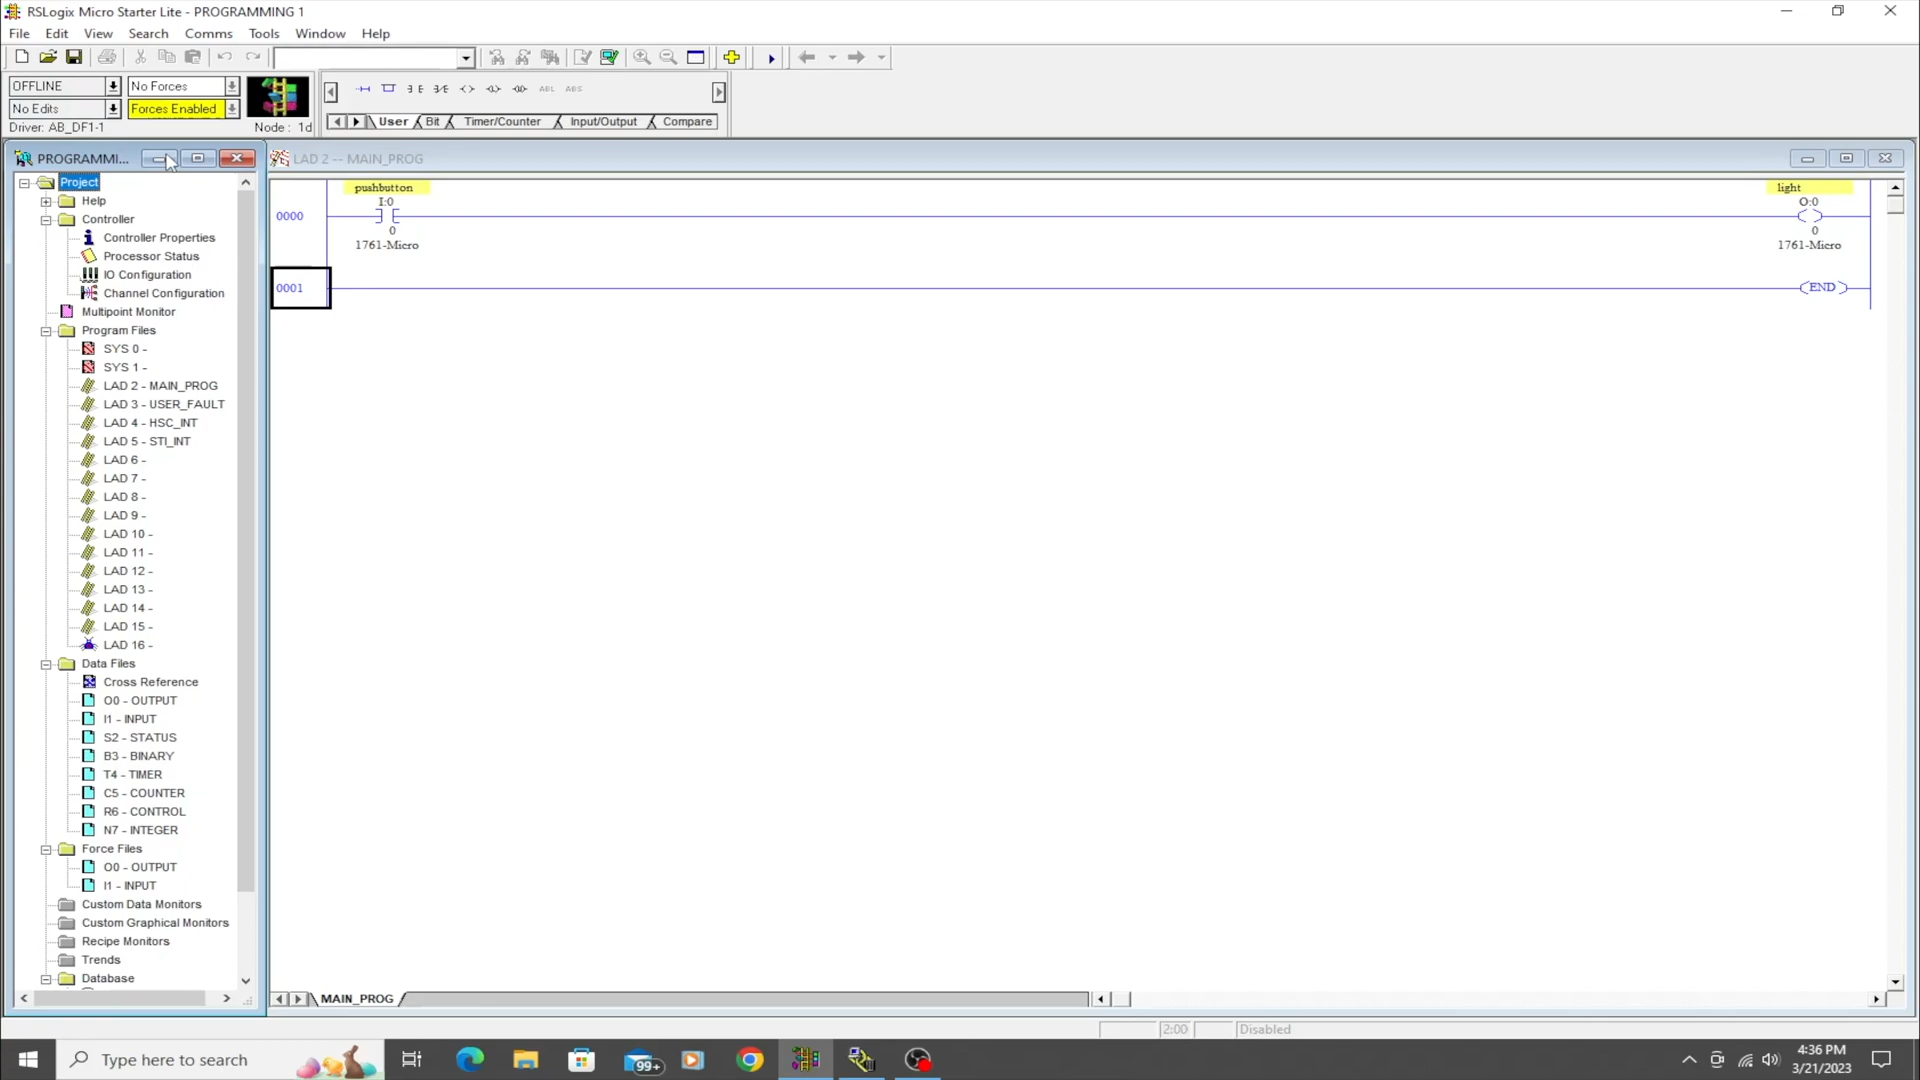 RSLogix Micro Starter Lite - PROGRAMMING 1
File Edit View Search Comms Tools Window Help
OFFLINE No Forces
No Edits Forces Enabled
Driver: AB_DF1-1 Node : 1d
ABL ABS
User Bit Timer/Counter Input/Output Compare
PROGRAMMI...
LAD 2 -- MAIN_PROG
Project
Help
Controller
Controller Properties
Processor Status
IO Configuration
Channel Configuration
Multipoint Monitor
Program Files
SYS 0 -
SYS 1 -
LAD 2 - MAIN_PROG
LAD 3 - USER_FAULT
LAD 4 - HSC_INT
LAD 5 - STI_INT
LAD 6 -
LAD 7 -
LAD 8 -
LAD 9 -
LAD 10 -
LAD 11 -
LAD 12 -
LAD 13 -
LAD 14 -
LAD 15 -
LAD 16 -
Data Files
Cross Reference
O0 - OUTPUT
I1 - INPUT
S2 - STATUS
B3 - BINARY
T4 - TIMER
C5 - COUNTER
R6 - CONTROL
N7 - INTEGER
Force Files
O0 - OUTPUT
I1 - INPUT
Custom Data Monitors
Custom Graphical Monitors
Recipe Monitors
Trends
Database
pushbutton light
I:0 O:0
0000
0 0
1761-Micro 1761-Micro
0001 END
MAIN_PROG
2:00 Disabled
Type here to search
99+
4:36 PM
3/21/2023